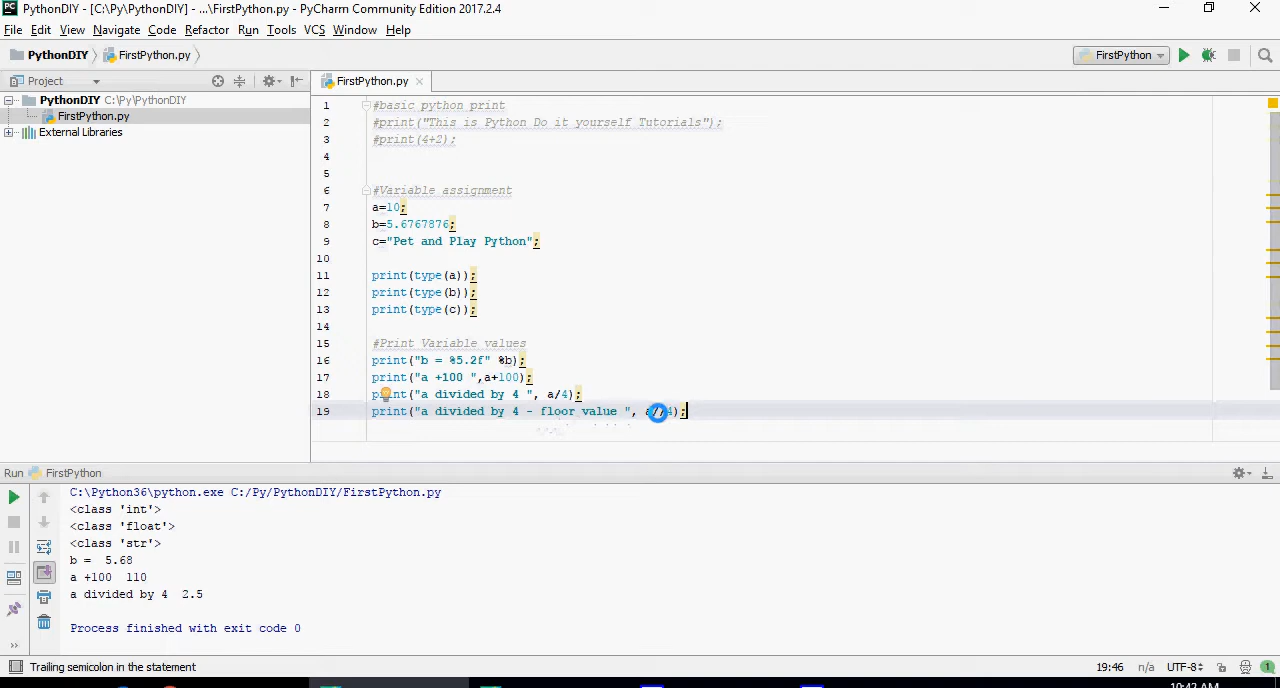 PythonDIY - [C:\Py\PythonDIY] - ...\FirstPython.py - PyCharm Community Edition 2017.2.4
File Edit View Navigate Code Refactor Run Tools VCS Window Help
PythonDIY FirstPython.py FirstPython
Project FirstPython.py
PythonDIY C:\Py\PythonDIY
FirstPython.py
External Libraries
1 #basic python print
2 #print("This is Python Do it yourself Tutorials");
3 #print(4+2);
4
5
6 #Variable assignment
7 a=10;
8 b=5.6767876;
9 c="Pet and Play Python";
10
11 print(type(a));
12 print(type(b));
13 print(type(c));
14
15 #Print Variable values
16 print("b = %5.2f" %b);
17 print("a +100 ",a+100);
18 print("a divided by 4 ", a/4);
19 print("a divided by 4 - floor value ", a//4);
Run FirstPython
C:\Python36\python.exe C:/Py/PythonDIY/FirstPython.py
<class 'int'>
<class 'float'>
<class 'str'>
b =  5.68
a +100  110
a divided by 4  2.5
Process finished with exit code 0
Trailing semicolon in the statement 19:46 n/a UTF-8 1
10:42 AM